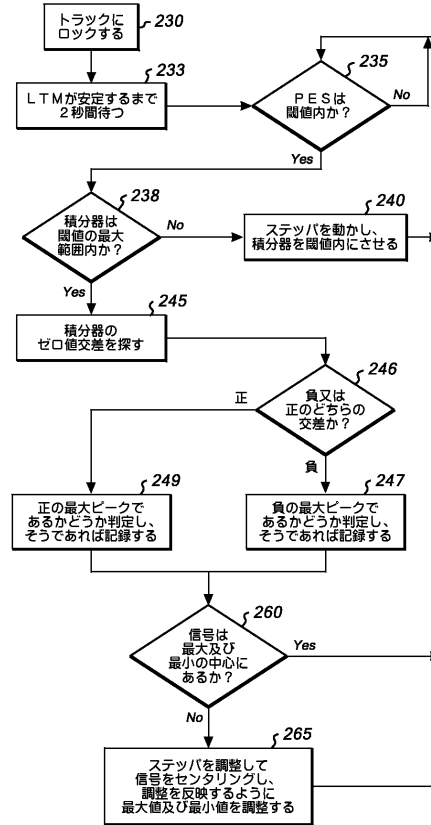 トラックに
ロックする
230
233
LTMが安定するまで
2秒間待つ
235
PESは
閾値内か?
No
Yes
238
積分器は
閾値の最大
範囲内か?
No
240
ステッパを動かし、
積分器を閾値内にさせる
Yes
245
積分器の
ゼロ値交差を探す
246
負又は
正のどちらの
交差か?
正
負
249
正の最大ピークで
あるかどうか判定し、
そうであれば記録する
247
負の最大ピークで
あるかどうか判定し、
そうであれば記録する
260
信号は
最大及び
最小の中心に
あるか?
Yes
No
265
ステッパを調整して
信号をセンタリングし、
調整を反映するように
最大値及び最小値を調整する